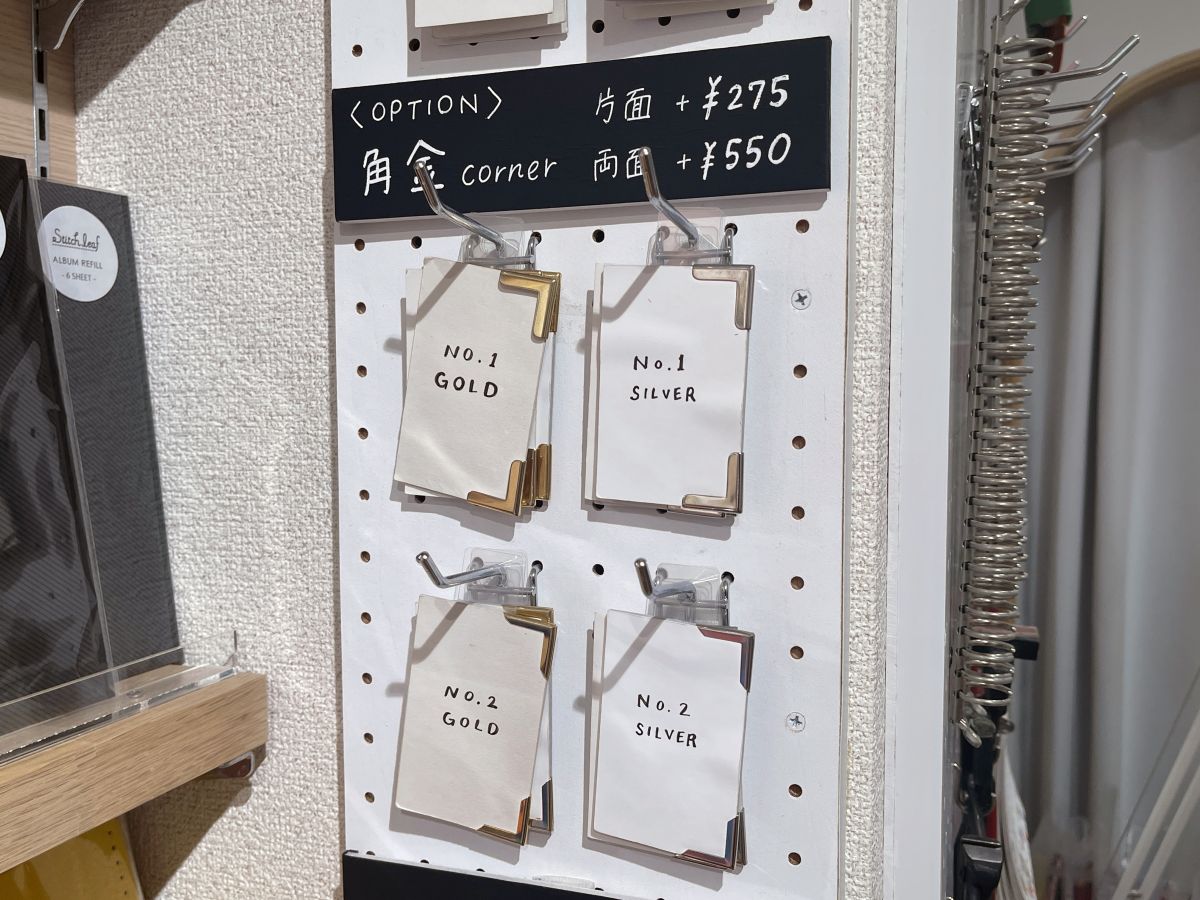 〈OPTION〉
片面 +¥275
角金 corner
両面 +¥550
Stitch leaf
ALBUM REFILL
- 6 SHEET -
NO.1
GOLD
No.1
SILVER
NO.2
GOLD
No.2
SILVER